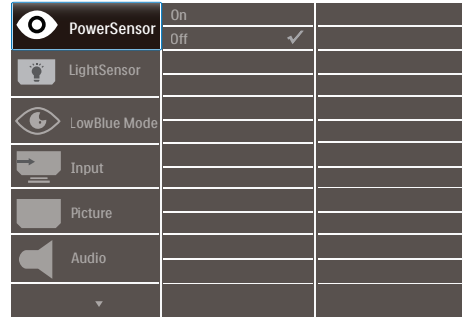 PowerSensor
On
Off
LightSensor
LowBlue Mode
Input
Picture
Audio